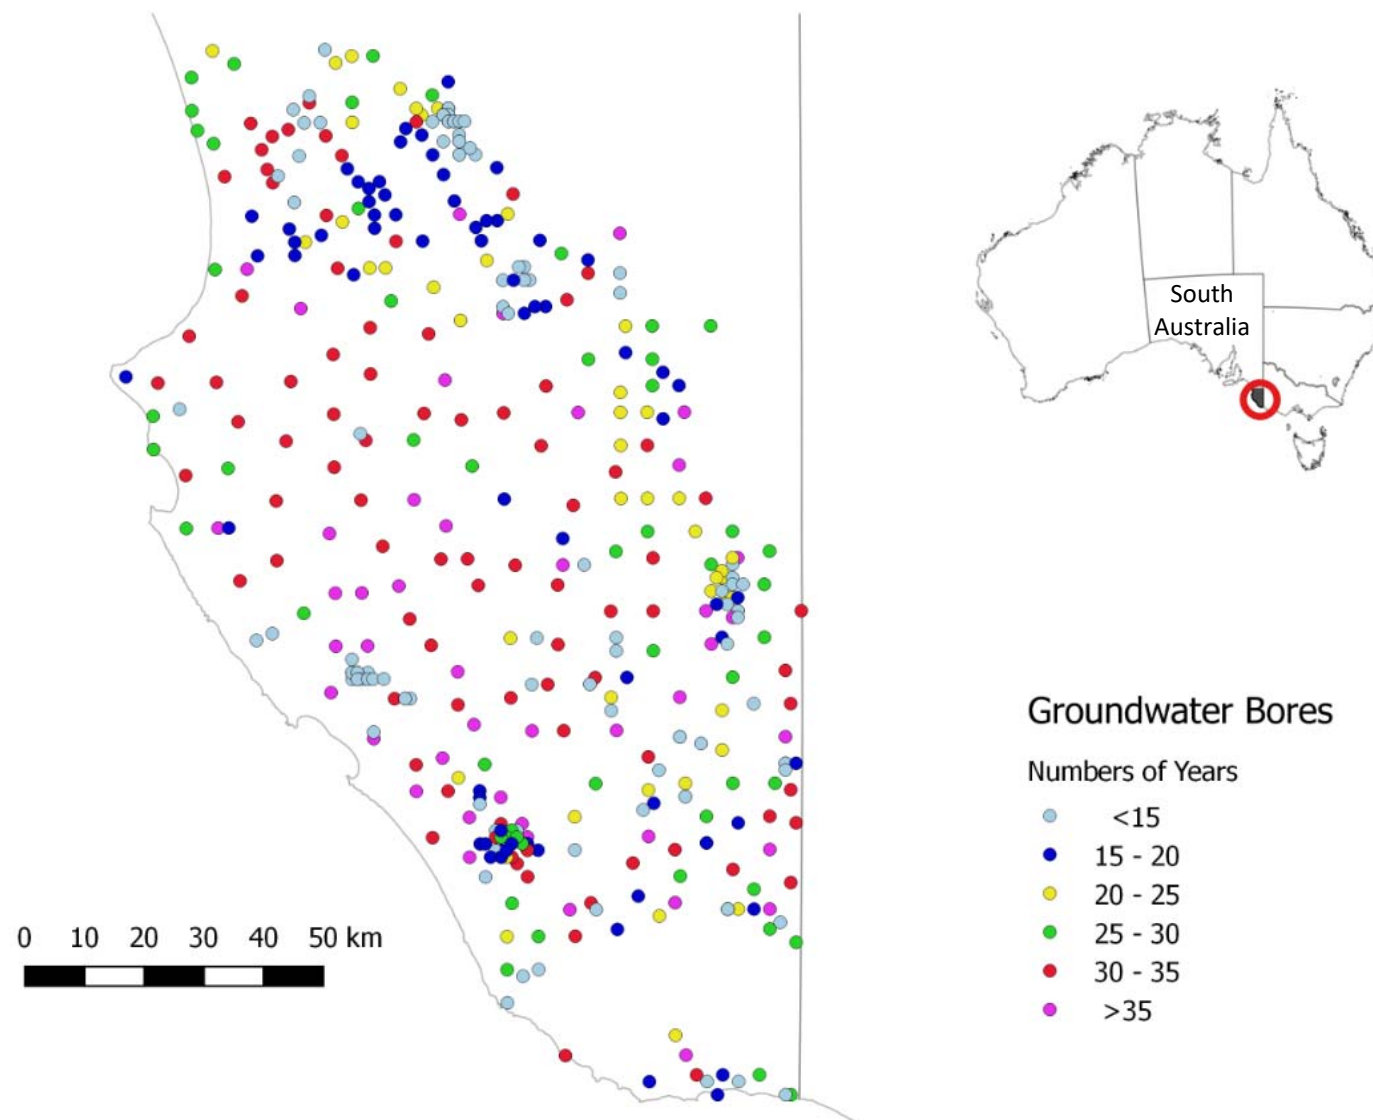 South
Australia
Groundwater Bores
Numbers of Years
<15
15 - 20
20 - 25
25 - 30
30 - 35
>35
0 10 20 30 40 50 km